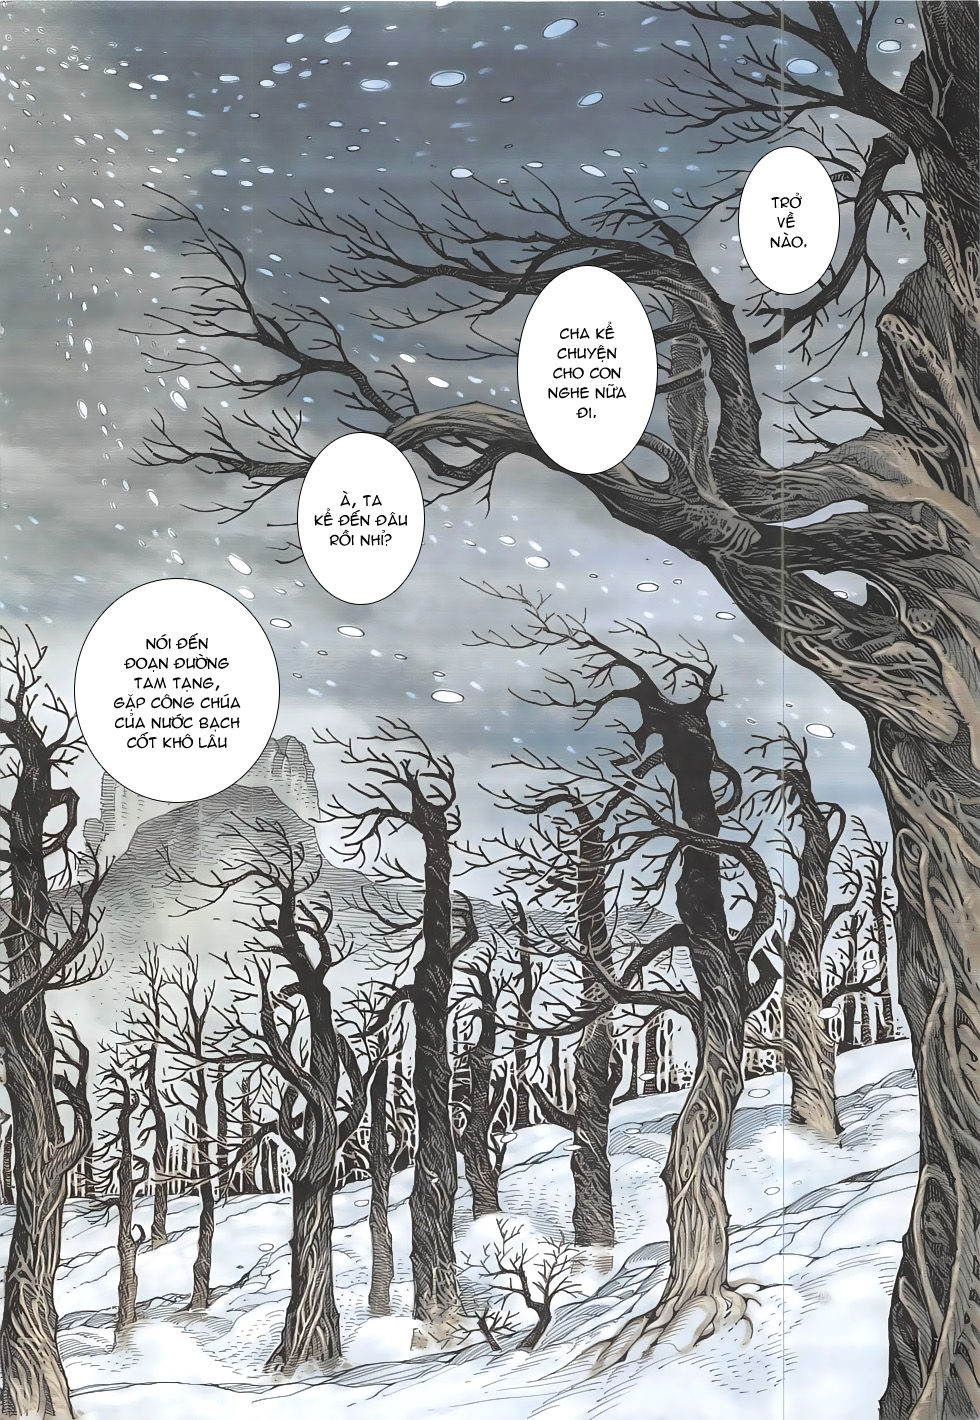 TRỞ
VỀ
NÀO.
CHA KỂ
CHUYỆN
CHO CON
NGHE NỮA
ĐI.
À, TA
KỂ ĐẾN ĐÂU
RỒI NHỈ?
NÓI ĐẾN
ĐOẠN ĐƯỜNG
TAM TẠNG,
GẶP CÔNG CHÚA
CỦA NƯỚC BẠCH
CỐT KHÔ LÂU